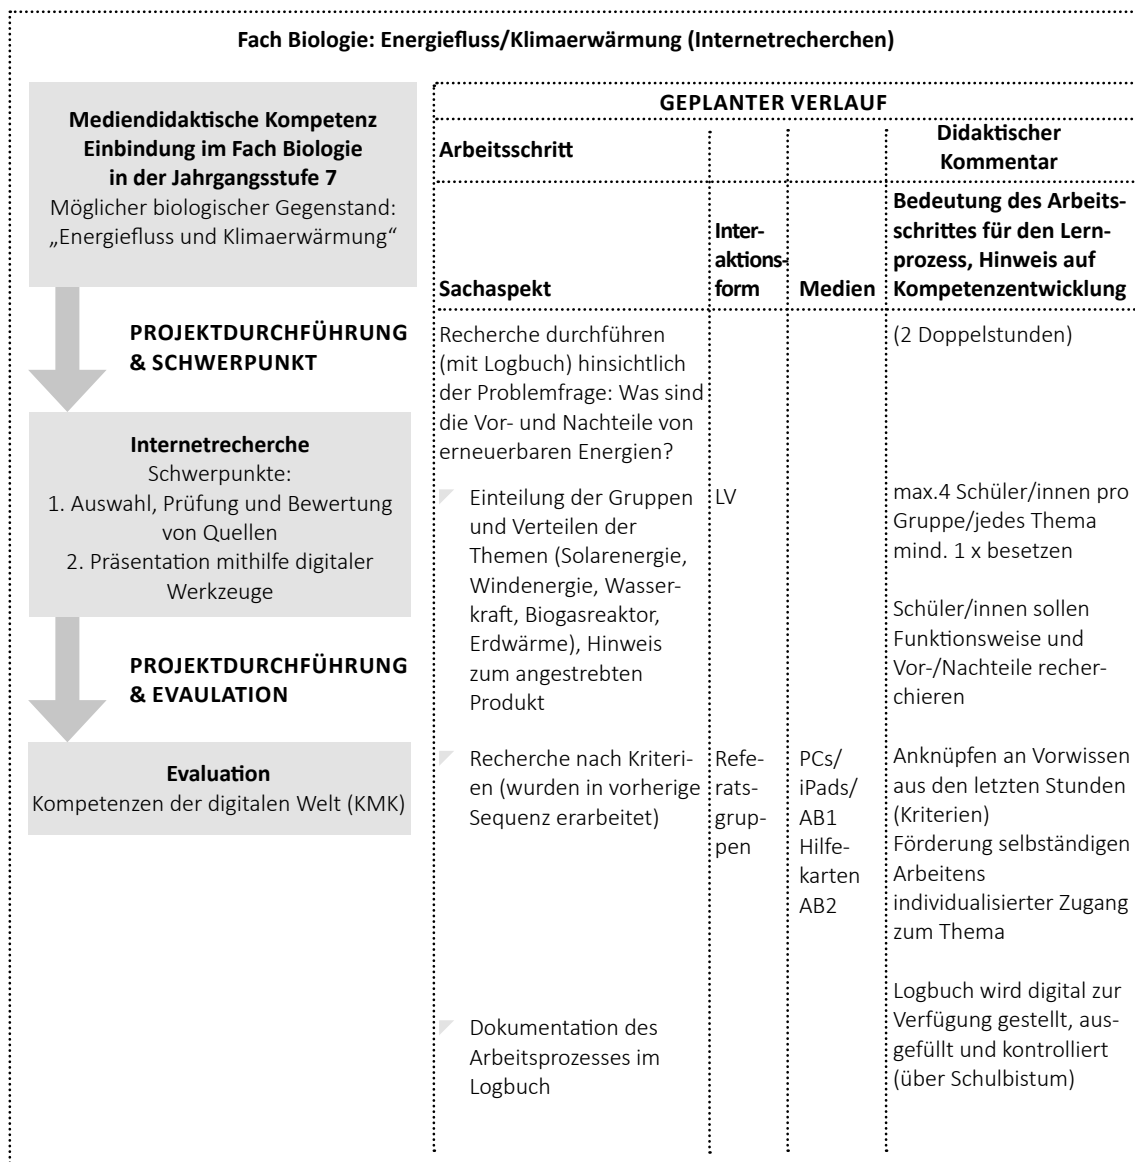 Fach Biologie: Energiefluss/Klimaerwärmung (Internetrecherchen)
Mediendidaktische Kompetenz
Einbindung im Fach Biologie
in der Jahrgangsstufe 7
Möglicher biologischer Gegenstand:
„Energiefluss und Klimaerwärmung“
PROJEKTDURCHFÜHRUNG
& SCHWERPUNKT
Internetrecherche
Schwerpunkte:
1. Auswahl, Prüfung und Bewertung
von Quellen
2. Präsentation mithilfe digitaler
Werkzeuge
PROJEKTDURCHFÜHRUNG
& EVAULATION
Evaluation
Kompetenzen der digitalen Welt (KMK)
GEPLANTER VERLAUF
Arbeitsschritt
Didaktischer
Kommentar
Sachaspekt
Inter-
aktions-
form
Medien
Bedeutung des Arbeits-
schrittes für den Lern-
prozess, Hinweis auf
Kompetenzentwicklung
Recherche durchführen
(mit Logbuch) hinsichtlich
der Problemfrage: Was sind
die Vor- und Nachteile von
erneuerbaren Energien?
(2 Doppelstunden)
Einteilung der Gruppen
und Verteilen der
Themen (Solarenergie,
Windenergie, Wasser-
kraft, Biogasreaktor,
Erdwärme), Hinweis
zum angestrebten
Produkt
LV
max.4 Schüler/innen pro
Gruppe/jedes Thema
mind. 1 x besetzen
Schüler/innen sollen
Funktionsweise und
Vor-/Nachteile recher-
chieren
Recherche nach Kriteri-
en (wurden in vorherige
Sequenz erarbeitet)
Refe-
rats-
grup-
pen
PCs/
iPads/
AB1
Hilfe-
karten
AB2
Anknüpfen an Vorwissen
aus den letzten Stunden
(Kriterien)
Förderung selbständigen
Arbeitens
individualisierter Zugang
zum Thema
Dokumentation des
Arbeitsprozesses im
Logbuch
Logbuch wird digital zur
Verfügung gestellt, aus-
gefüllt und kontrolliert
(über Schulbistum)